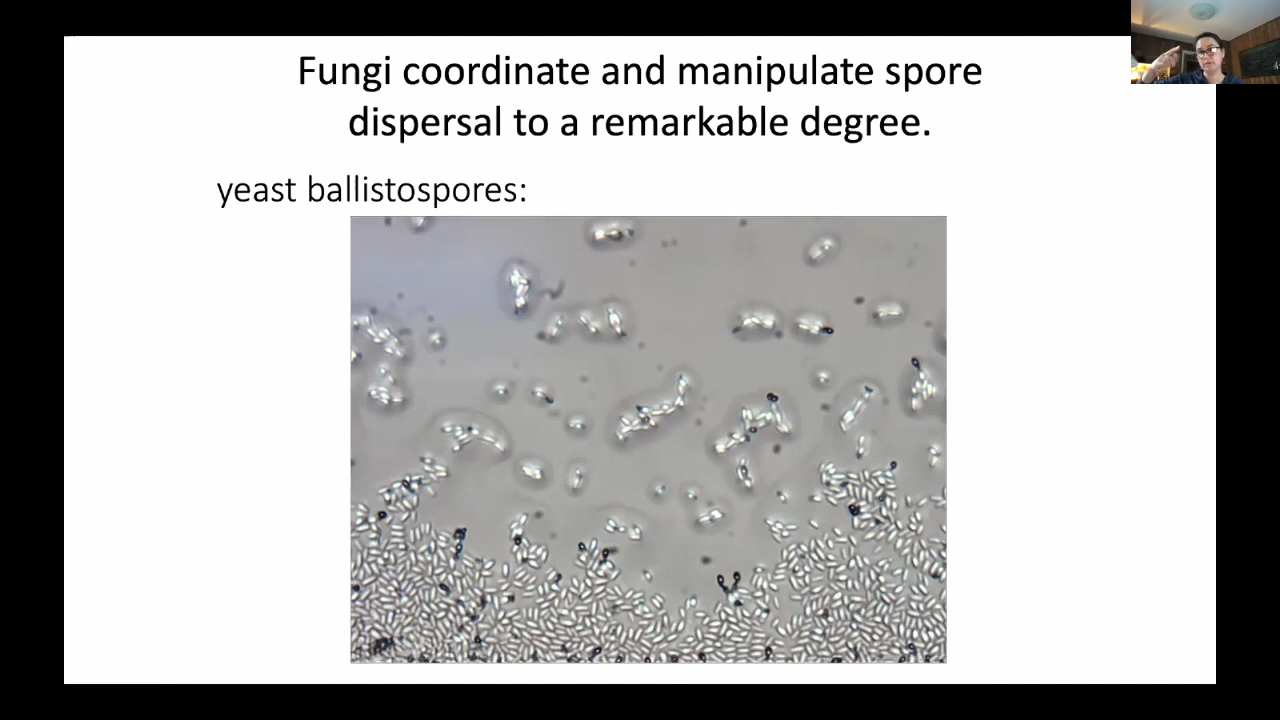 Fungi coordinate and manipulate spore
dispersal to a remarkable degree.
yeast ballistospores: